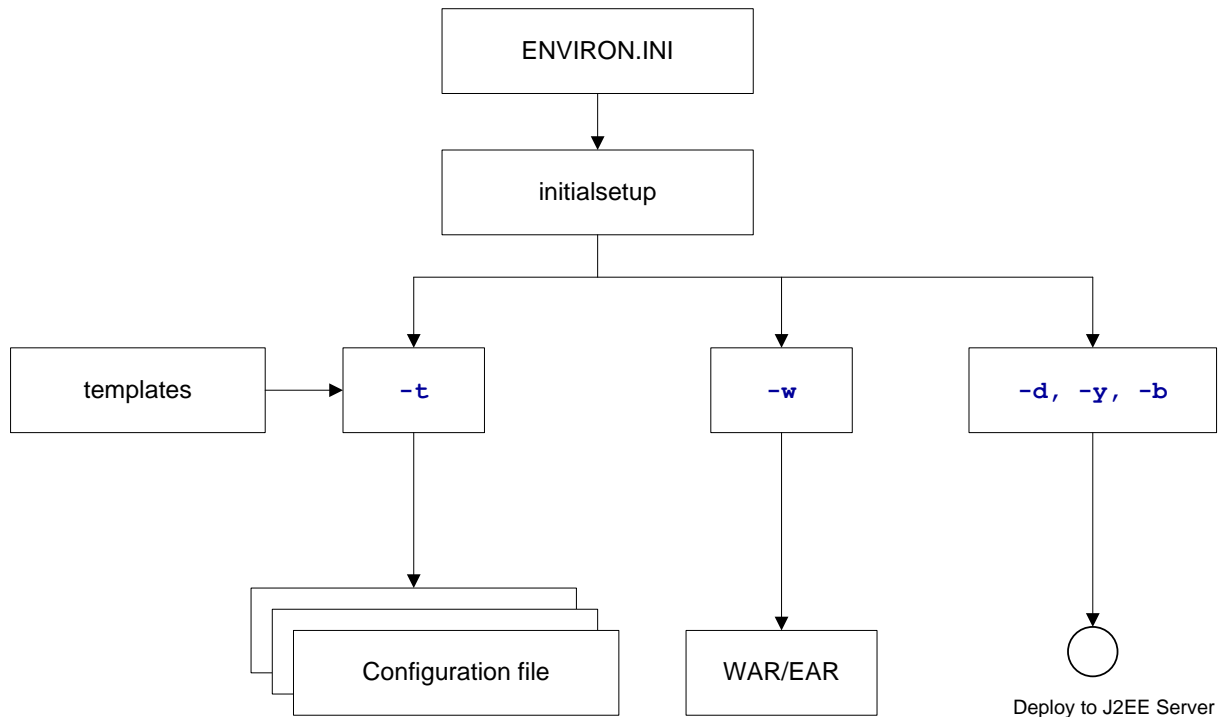 ENVIRON.INI
initialsetup
templates
-t
-w
-d, -y, -b
Configuration file
WAR/EAR
Deploy to J2EE Server